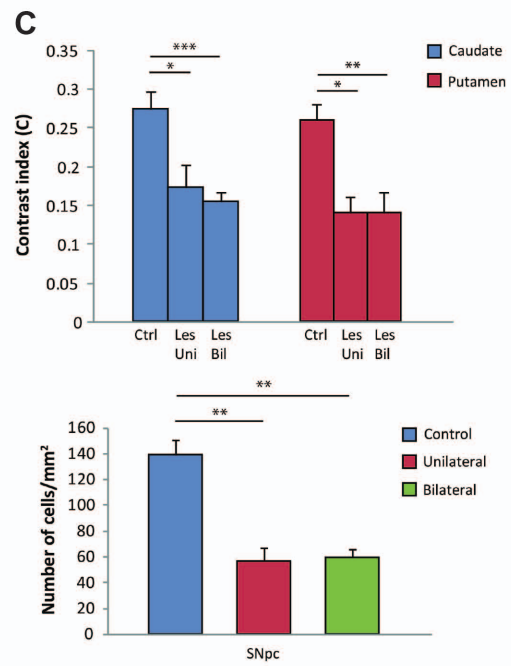 C
0.35
0.3
0.25
0.2
0.15
0.1
0.05
0
Contrast index (C)
***
*
**
*
Caudate
Putamen
Ctrl Les Uni Les Bil
Ctrl Les Uni Les Bil
**
**
160
140
120
100
80
60
40
20
0
Number of cells/mm²
Control
Unilateral
Bilateral
SNpc